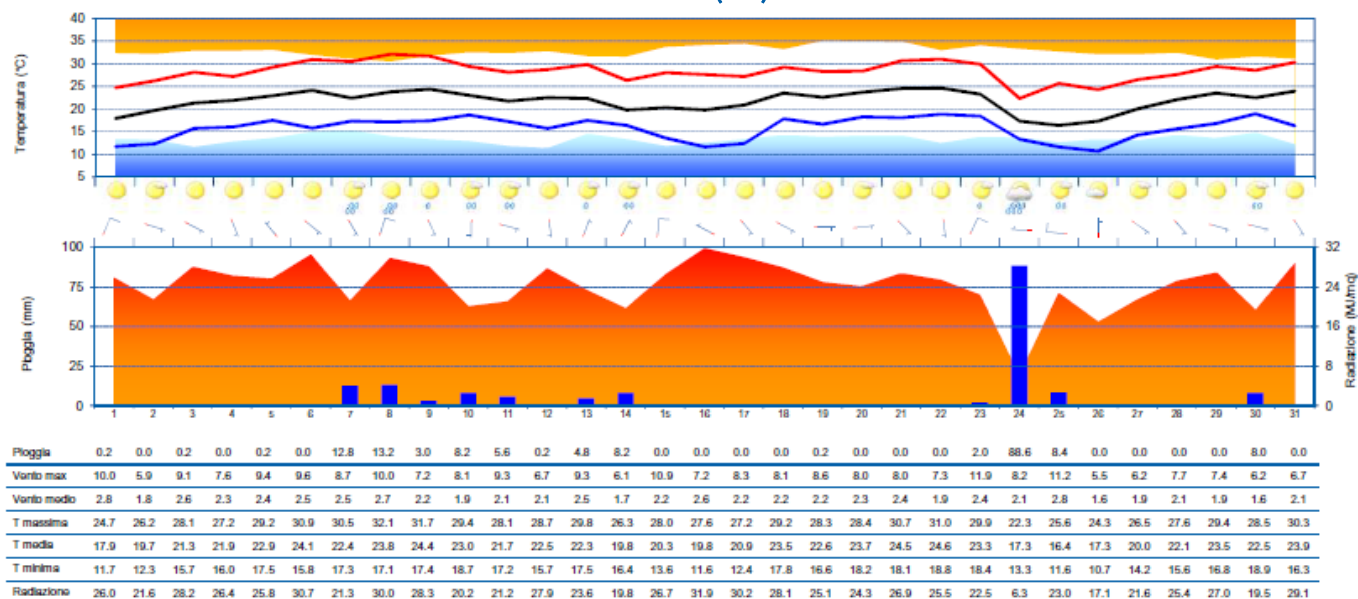 40
35
30
25
20
15
10
5
Temperatura (°C)
100
75
50
25
0
Pioggia (mm)
32
24
16
8
0
Radiazione (MJ/mq)
1 2 3 4 5 6 7 8 9 10 11 12 13 14 15 16 17 18 19 20 21 22 23 24 25 26 27 28 29 30 31
Pioggia 0.2 0.0 0.2 0.0 0.2 0.0 12.8 13.2 3.0 8.2 5.6 0.2 4.8 8.2 0.0 0.0 0.0 0.0 0.2 0.0 0.0 0.0 2.0 88.6 8.4 0.0 0.0 0.0 0.0 8.0 0.0
Vento max 10.0 5.9 9.1 7.6 9.4 9.6 8.7 10.0 7.2 8.1 9.3 6.7 9.3 6.1 10.9 7.2 8.3 8.1 8.6 8.0 8.0 7.3 11.9 8.2 11.2 5.5 6.2 7.7 7.4 6.2 6.7
Vento medio 2.8 1.8 2.6 2.3 2.4 2.5 2.5 2.7 2.2 1.9 2.1 2.1 2.5 1.7 2.2 2.6 2.2 2.2 2.2 2.3 2.4 1.9 2.4 2.1 2.8 1.6 1.9 2.1 1.9 1.6 2.1
T massima 24.7 26.2 28.1 27.2 29.2 30.9 30.5 32.1 31.7 29.4 28.1 28.7 29.8 26.3 28.0 27.6 27.2 29.2 28.3 28.4 30.7 31.0 29.9 22.3 25.6 24.3 26.5 27.6 29.4 28.5 30.3
T media 17.9 19.7 21.3 21.9 22.9 24.1 22.4 23.8 24.4 23.0 21.7 22.5 22.3 19.8 20.3 19.8 20.9 23.5 22.6 23.7 24.5 24.6 23.3 17.3 16.4 17.3 20.0 22.1 23.5 22.5 23.9
T minima 11.7 12.3 15.7 16.0 17.5 15.8 17.3 17.1 17.4 18.7 17.2 15.7 17.5 16.4 13.6 11.6 12.4 17.8 16.6 18.2 18.1 18.8 18.4 13.3 11.6 10.7 14.2 15.6 16.8 18.9 16.3
Radiazione 26.0 21.6 28.2 26.4 25.8 30.7 21.3 30.0 28.3 20.2 21.2 27.9 23.6 19.8 26.7 31.9 30.2 28.1 25.1 24.3 26.9 25.5 22.5 6.3 23.0 17.1 21.6 25.4 27.0 19.5 29.1